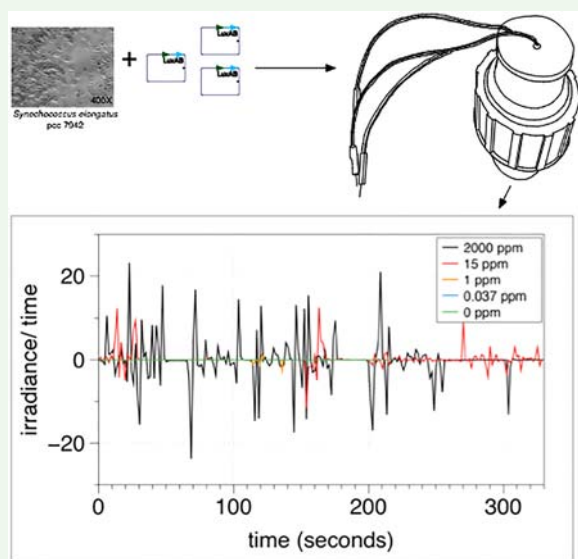 LuxAB
LuxAB
LuxAB
400X
Synechococcus elongatus
pcc 7942
2000 ppm
15 ppm
1 ppm
0.037 ppm
0 ppm
20
0
−20
irradiance/ time
0
100
200
300
time (seconds)